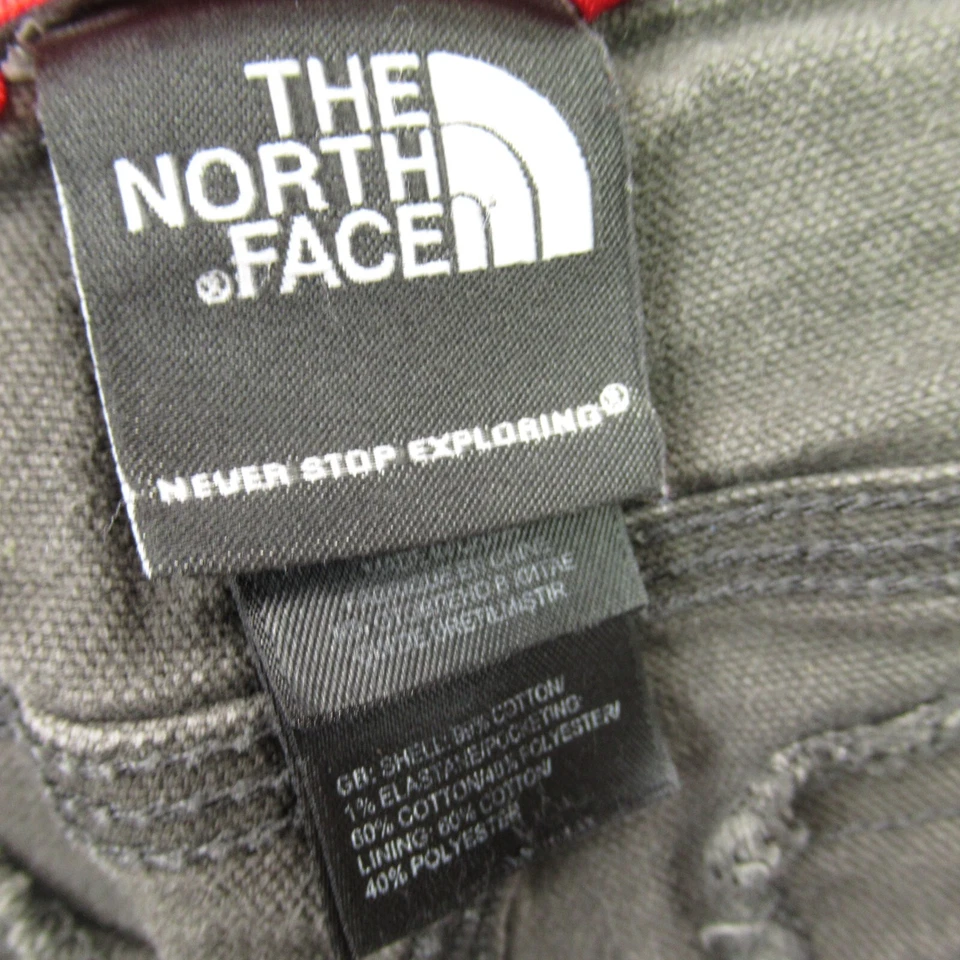 THE
NORTH
FACE
®
NEVER STOP EXPLORING®
GB: SHELL: 99% COTTON/
1% ELASTANE/POCKETING:
60% COTTON/40% POLYESTER/
LINING: 60% COTTON/
40% POLYESTER